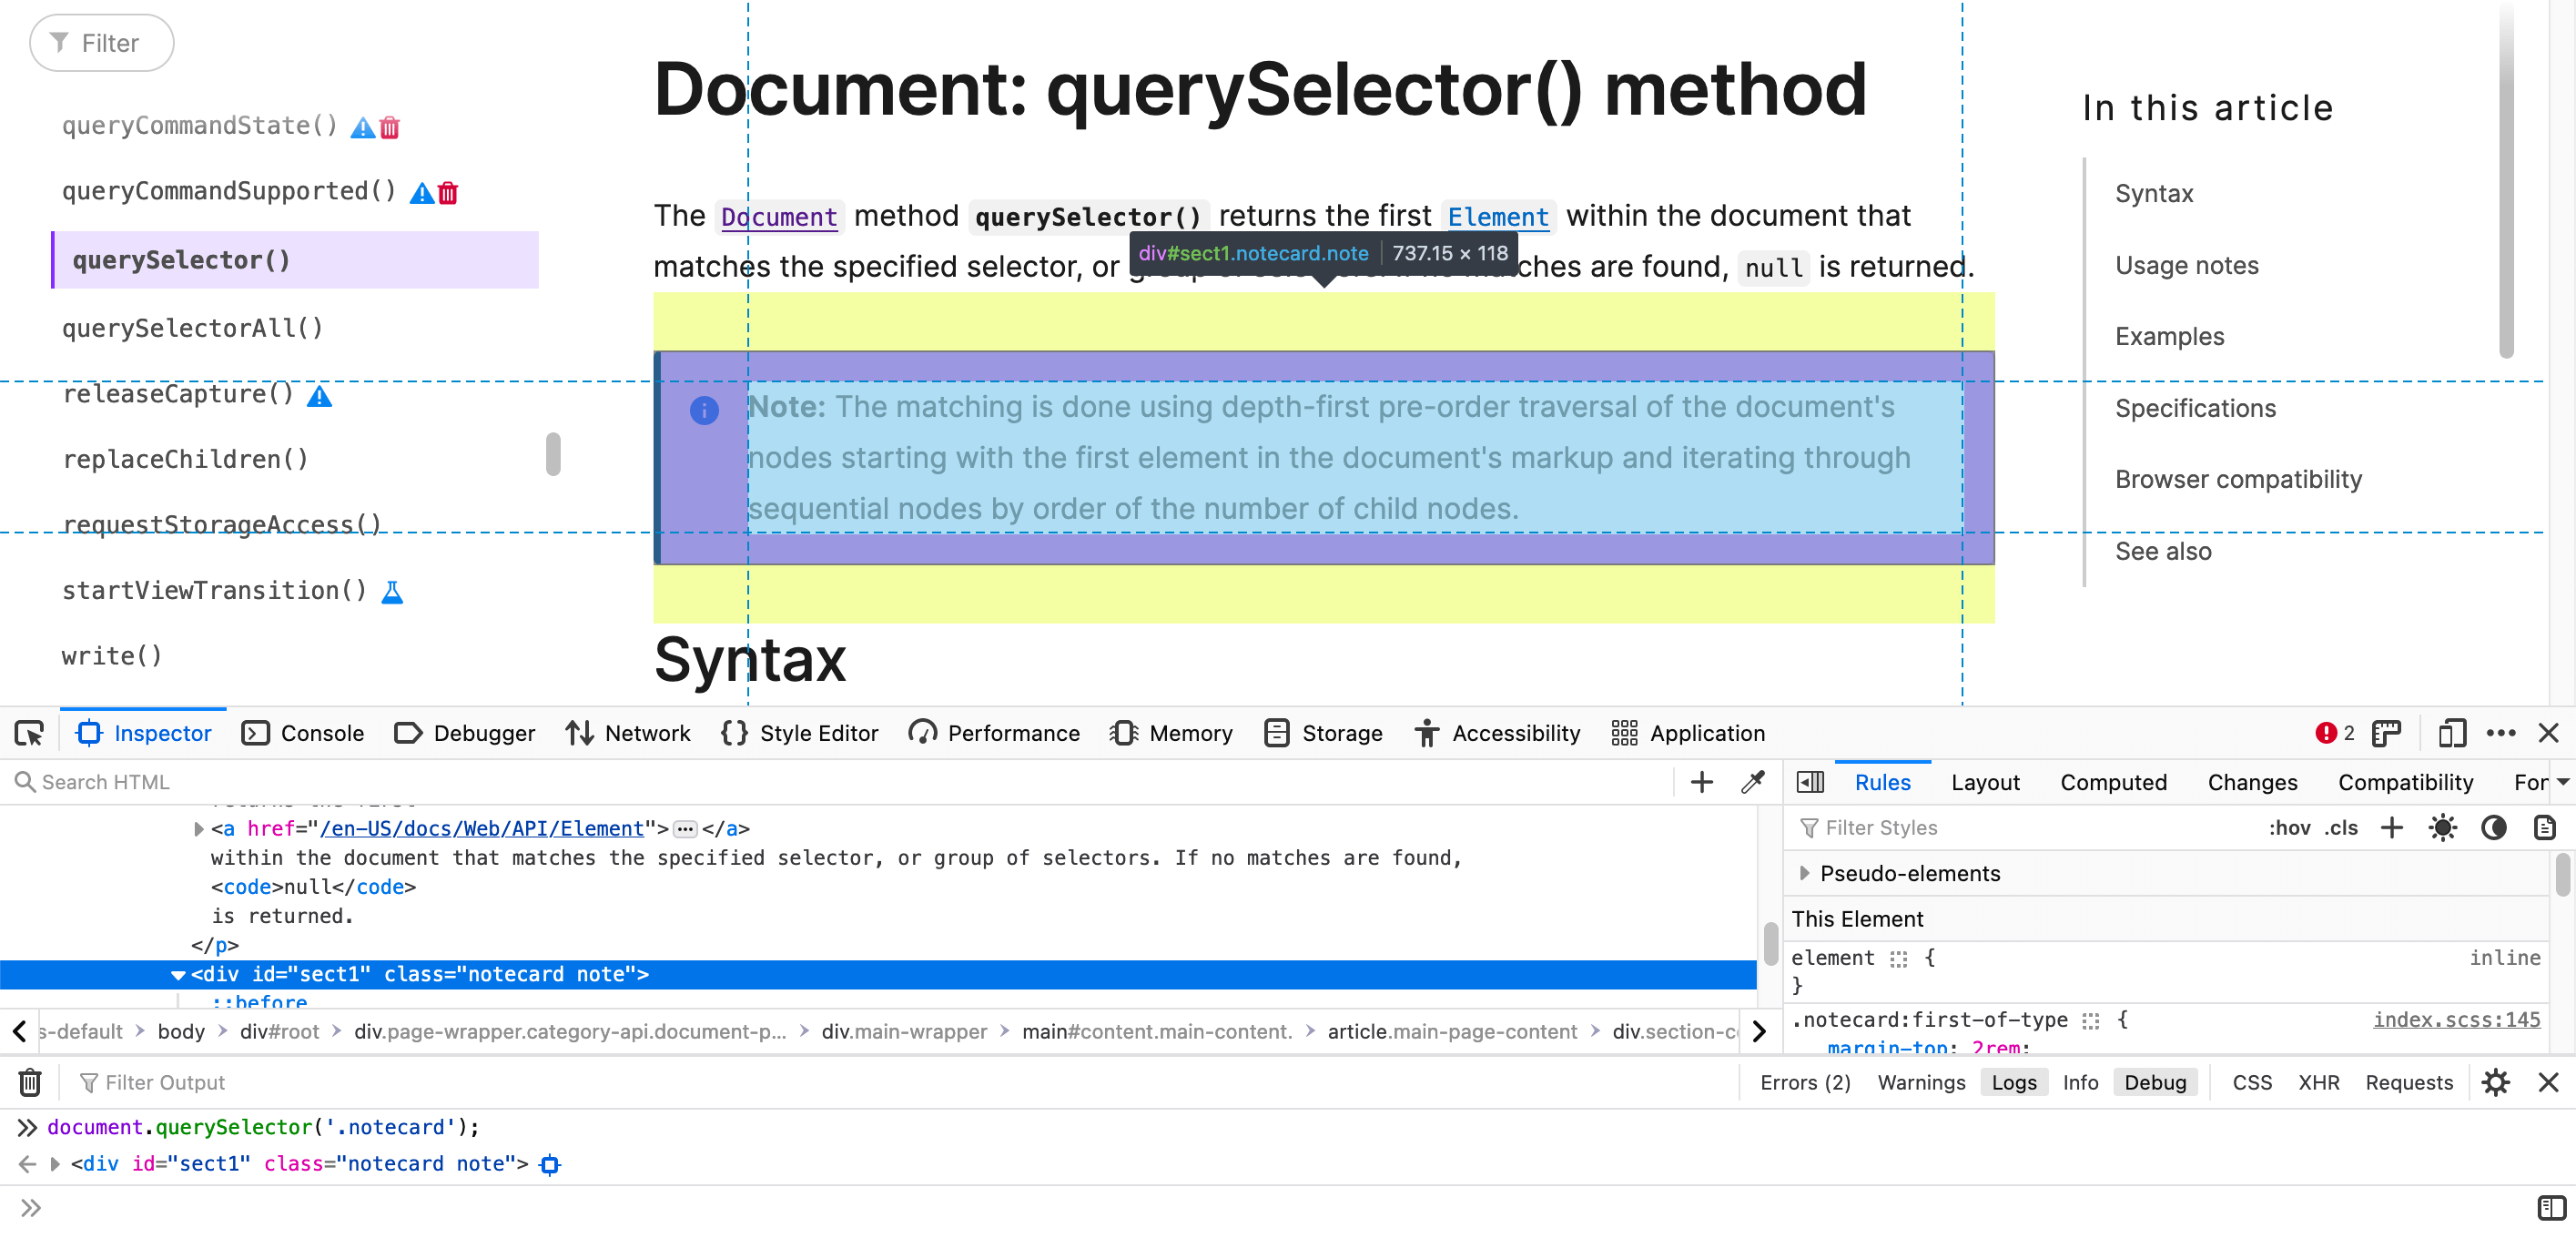 Filter
queryCommandState()
queryCommandSupported()
querySelector()
querySelectorAll()
releaseCapture()
replaceChildren()
requestStorageAccess()
startViewTransition()
write()
Document: querySelector() method
The Document method querySelector() returns the first Element within the document that
matches the specified selector, or
ches are found, null is returned.
div#sect1.notecard.note 737.15 × 118
Note: The matching is done using depth-first pre-order traversal of the document's
nodes starting with the first element in the document's markup and iterating through
sequential nodes by order of the number of child nodes.
Syntax
In this article
Syntax
Usage notes
Examples
Specifications
Browser compatibility
See also
Inspector Console Debugger Network Style Editor Performance Memory Storage Accessibility Application 2
Search HTML
<a href="/en-US/docs/Web/API/Element">…</a>
within the document that matches the specified selector, or group of selectors. If no matches are found,
<code>null</code>
is returned.
</p>
<div id="sect1" class="notecard note">
::before
s-default body div#root div.page-wrapper.category-api.document-p... div.main-wrapper main#content.main-content. article.main-page-content div.section-c
Rules Layout Computed Changes Compatibility For
Filter Styles :hov .cls
Pseudo-elements
This Element
element { inline
}
.notecard:first-of-type { index.scss:145
margin-top: 2rem;
Filter Output Errors (2) Warnings Logs Info Debug CSS XHR Requests
document.querySelector('.notecard');
<div id="sect1" class="notecard note">